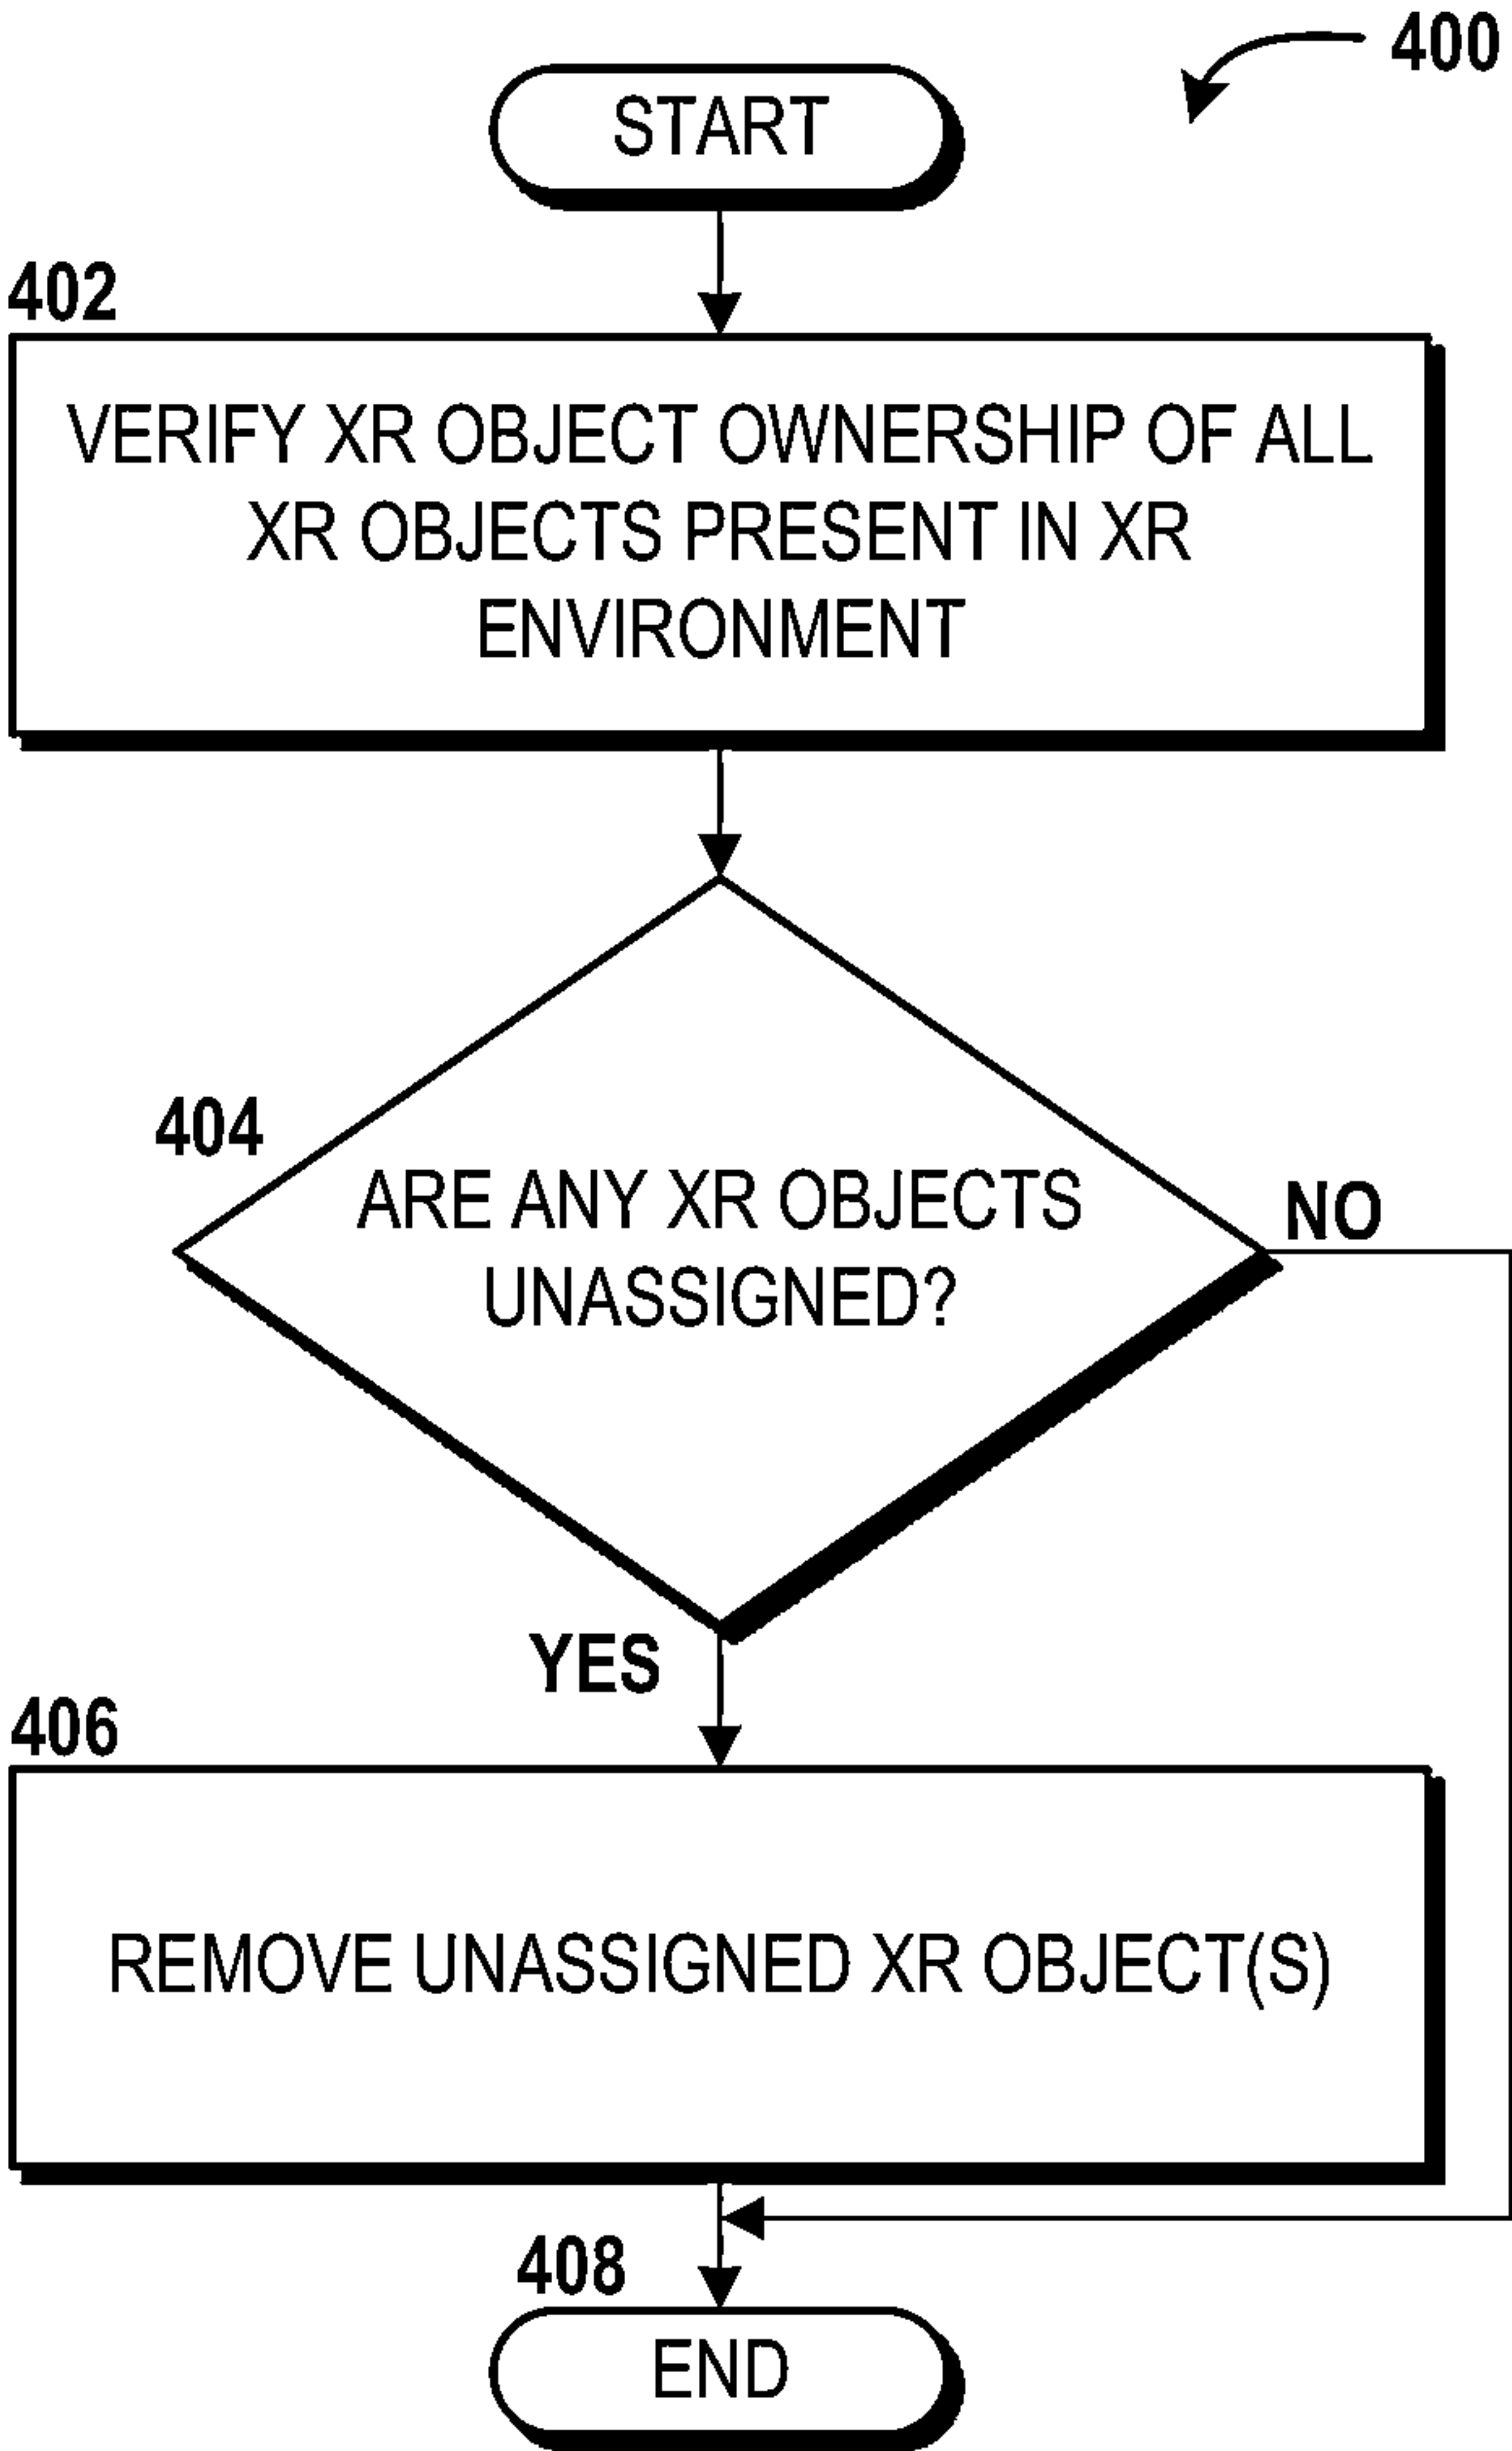 400
START
402
VERIFY XR OBJECT OWNERSHIP OF ALL
XR OBJECTS PRESENT IN XR
ENVIRONMENT
404
ARE ANY XR OBJECTS
UNASSIGNED?
NO
YES
406
REMOVE UNASSIGNED XR OBJECT(S)
408
END